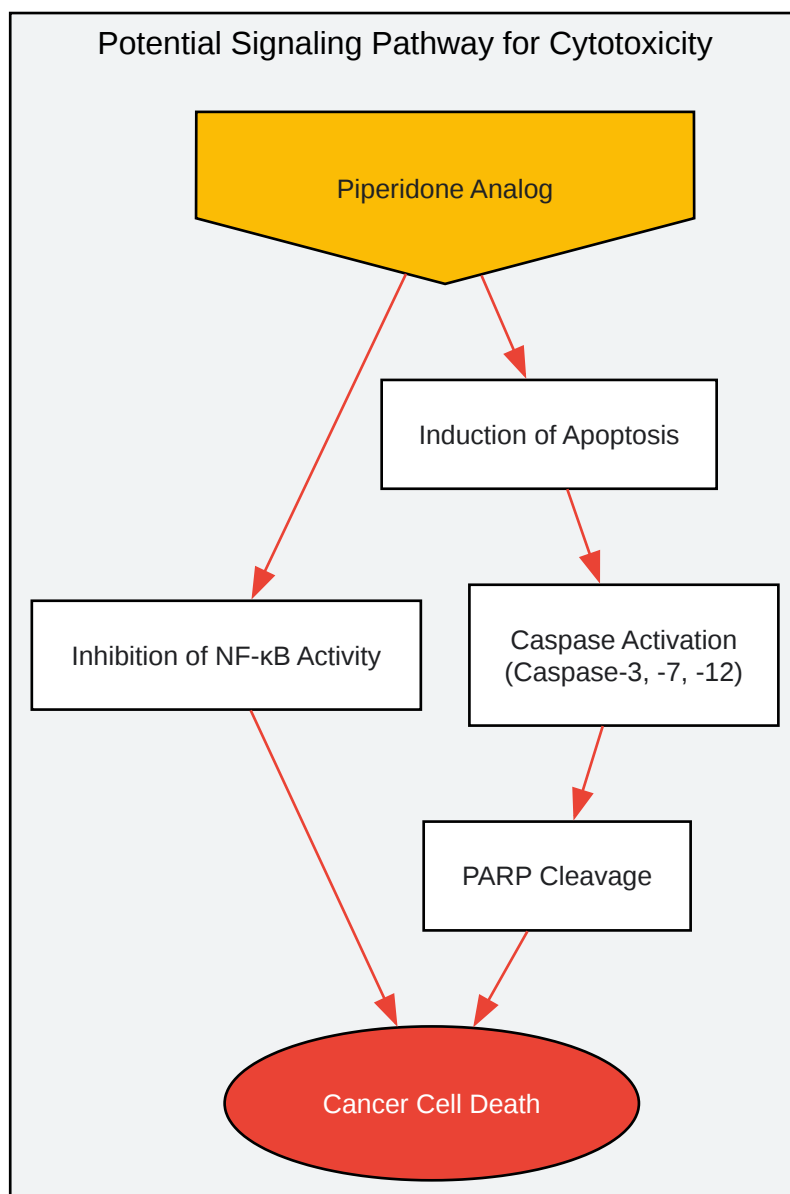 Potential Signaling Pathway for Cytotoxicity
Piperidone Analog
Induction of Apoptosis
Inhibition of NF-κB Activity
Caspase Activation
(Caspase-3, -7, -12)
PARP Cleavage
Cancer Cell Death